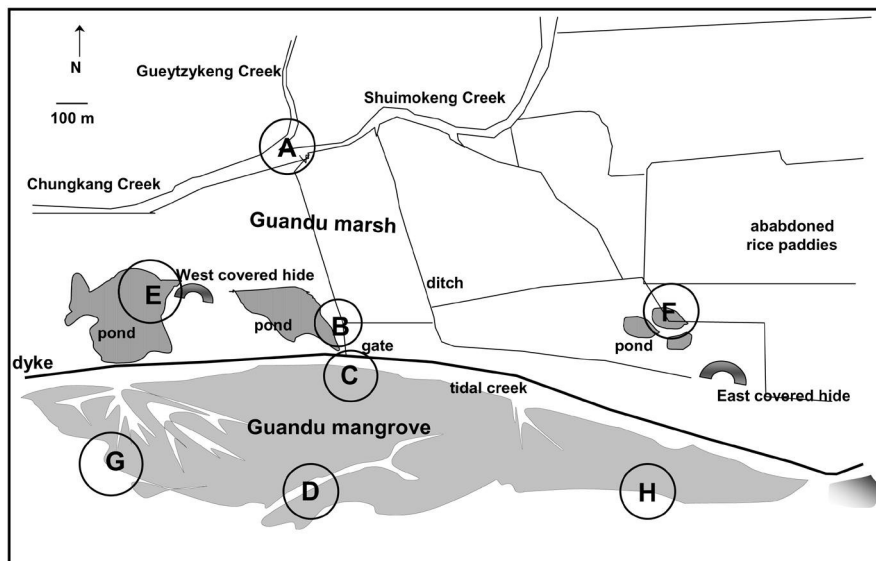 N
100 m
Gueytzykeng Creek
Shuimokeng Creek
A
Chungkang Creek
Guandu marsh
ababdoned
rice paddies
West covered hide
E
ditch
F
pond
B
pond
pond
gate
dyke
C
tidal creek
East covered hide
Guandu mangrove
G
D
H